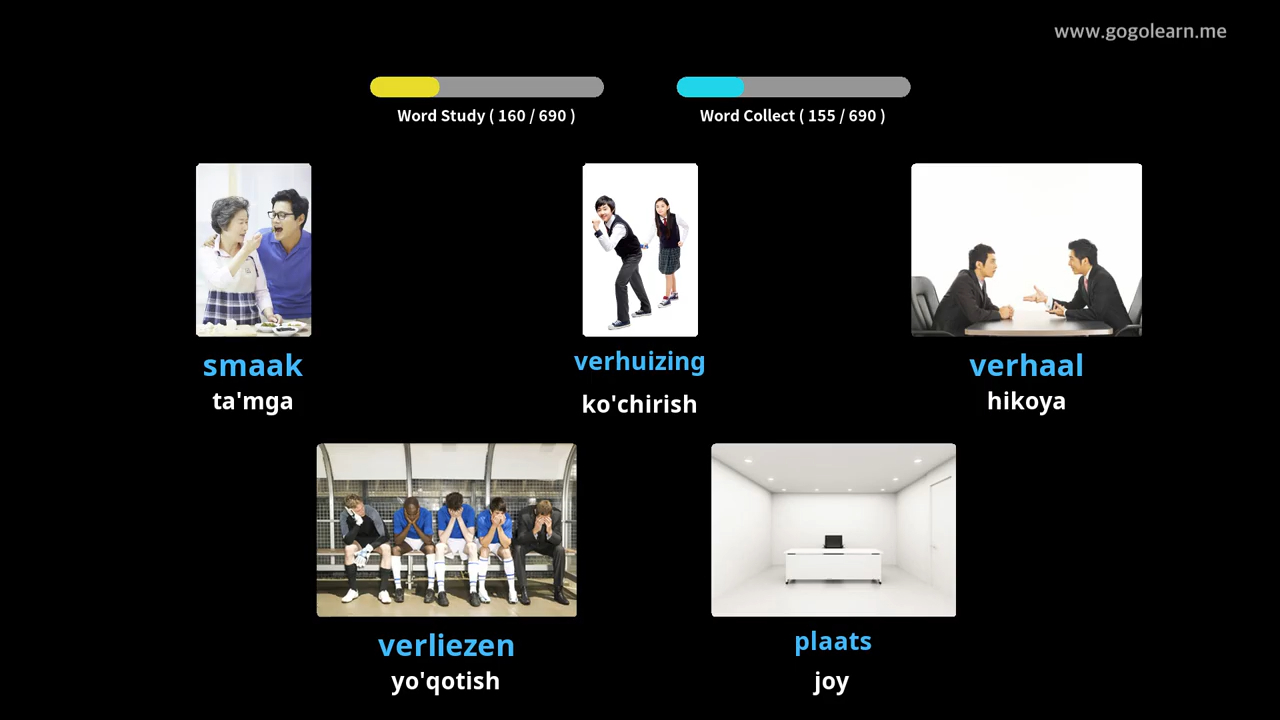 www.gogolearn.me
Word Study ( 160 / 690 )
Word Collect ( 155 / 690 )
smaak
ta'mga
verhuizing
ko'chirish
verhaal
hikoya
verliezen
yo'qotish
plaats
joy